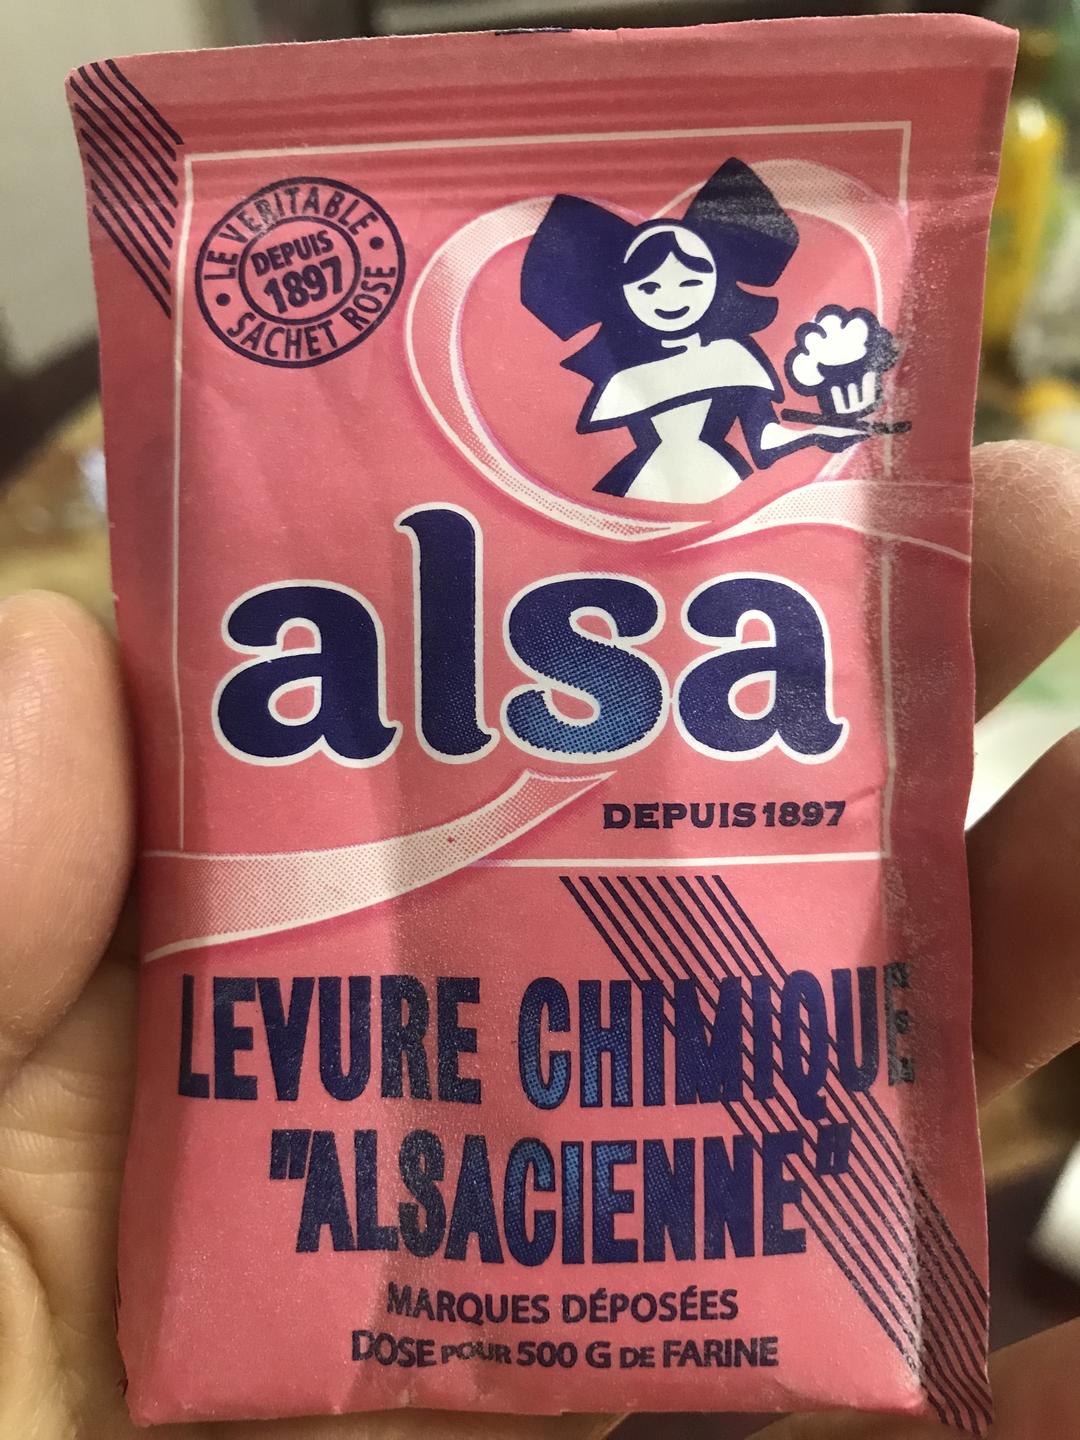 LE VERITABLE
DEPUIS
1897
SACHET ROSE
alsa
DEPUIS 1897
LEVURE CHIMIQUE
"ALSACIENNE"
MARQUES DÉPOSÉES
DOSE POUR 500 G DE FARINE